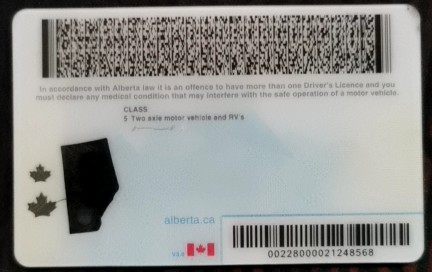 In accordance with Alberta law it is an offence to have more than one Driver's Licence and you
must declare any medical condition that may interfere with the safe operation of a motor vehicle.
CLASS
5 Two axle motor vehicle and RV's
alberta.ca
00228000021248568